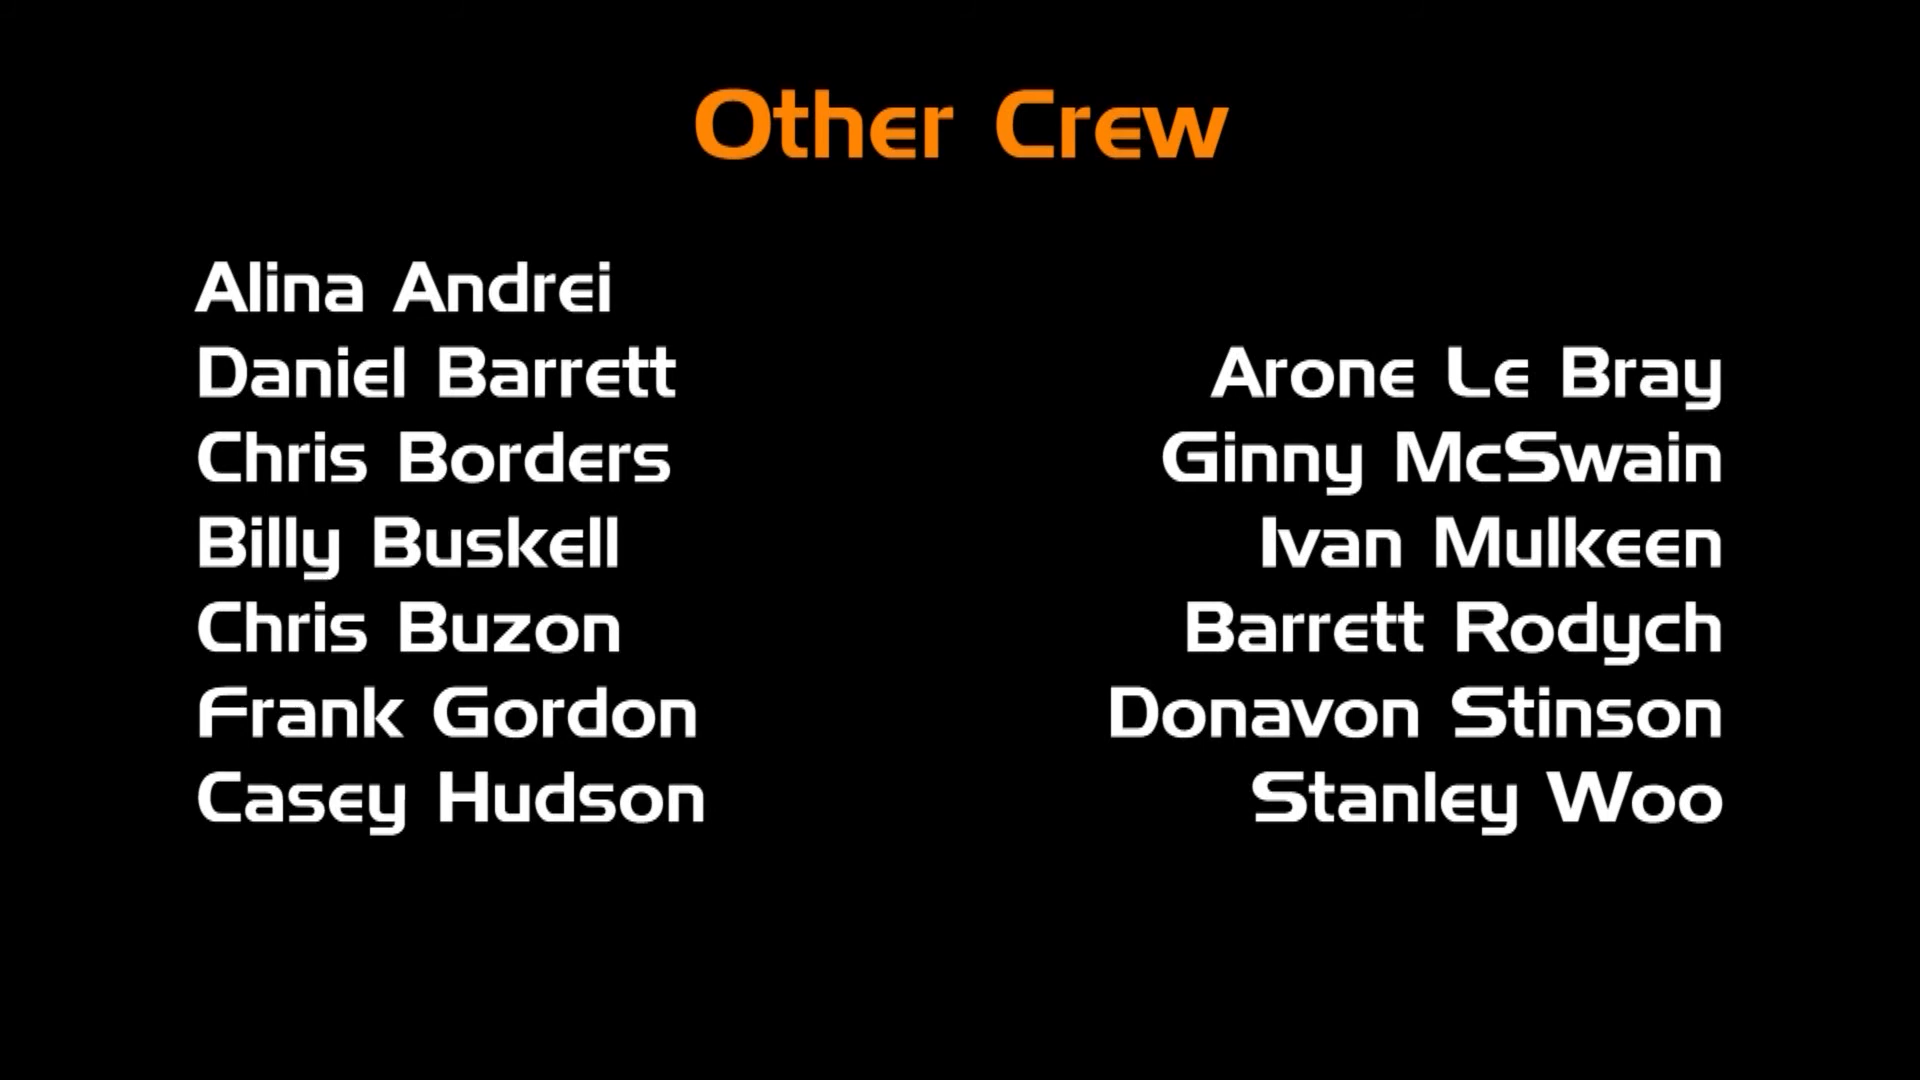 Other Crew
Alina Andrei
Daniel Barrett
Chris Borders
Billy Buskell
Chris Buzon
Frank Gordon
Casey Hudson
Arone Le Bray
Ginny McSwain
Ivan Mulkeen
Barrett Rodych
Donavon Stinson
Stanley Woo